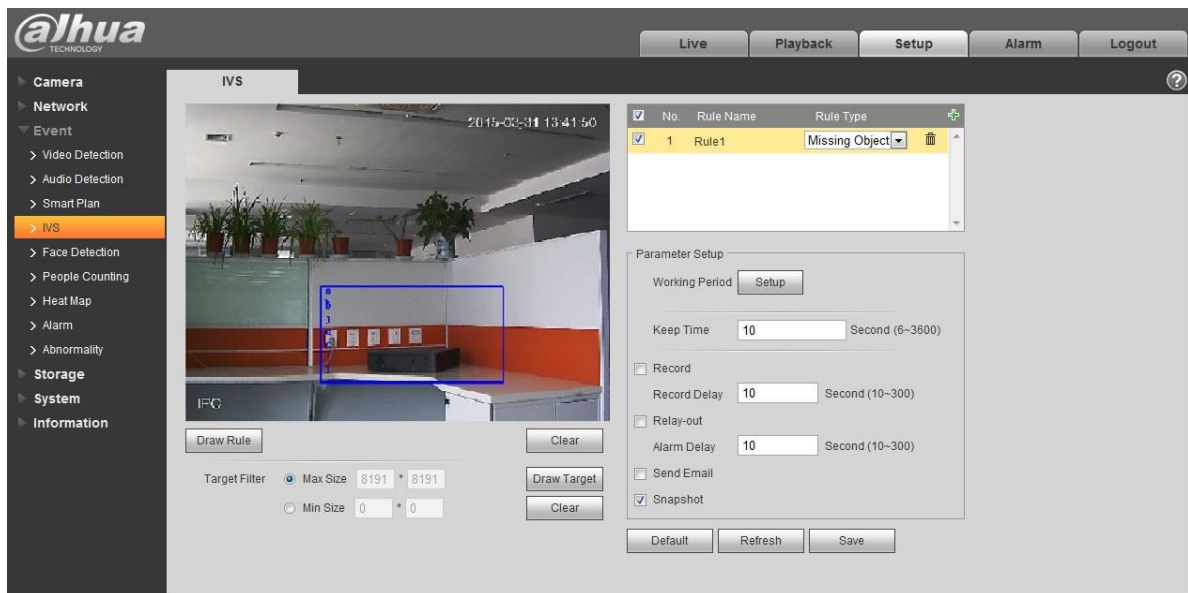 alhua
TECHNOLOGY
Live
Playback
Setup
Alarm
Logout
Camera
Network
Event
Video Detection
Audio Detection
Smart Plan
IVS
Face Detection
People Counting
Heat Map
Alarm
Abnormality
Storage
System
Information
IVS
2015-03-31 13:41:50
object1
IPC
Draw Rule
Clear
Target Filter
Max Size 8191 * 8191
Draw Target
Min Size 0 * 0
Clear
No. Rule Name Rule Type
1 Rule1 Missing Object
Parameter Setup
Working Period Setup
Keep Time 10 Second (6~3600)
Record
Record Delay 10 Second (10~300)
Relay-out
Alarm Delay 10 Second (10~300)
Send Email
Snapshot
Default
Refresh
Save
?